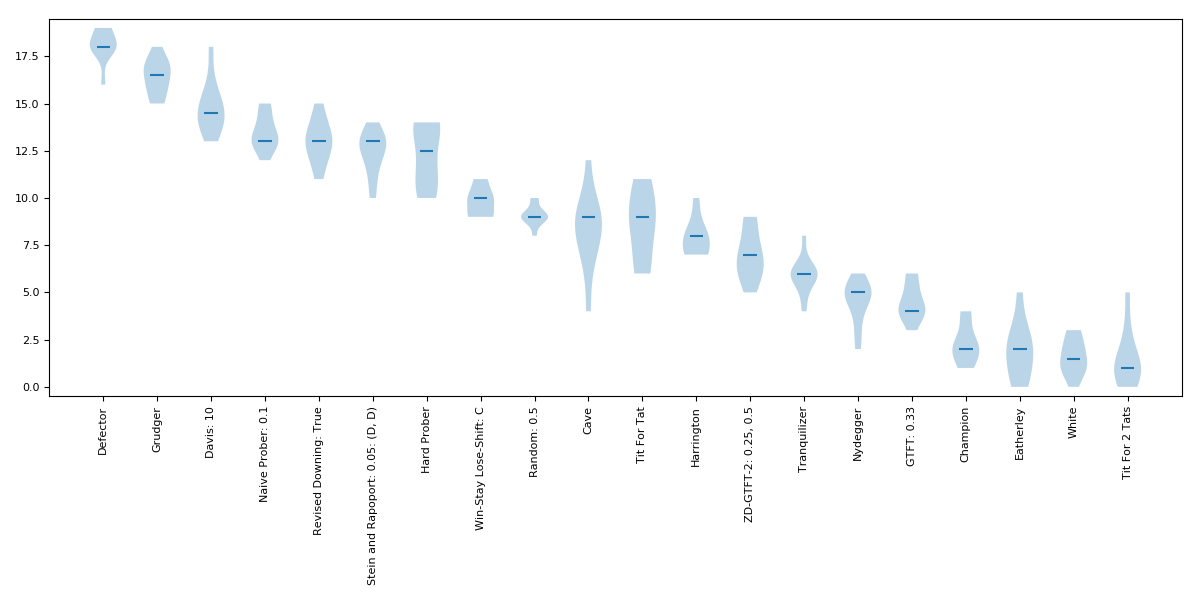 17.5
15.0
12.5
10.0
7.5
5.0
2.5
0.0
Defector
Grudger
Davis: 10
Naive Prober: 0.1
Revised Downing: True
Stein and Rapoport: 0.05: (D, D)
Hard Prober
Win-Stay Lose-Shift: C
Random: 0.5
Cave
Tit For Tat
Harrington
ZD-GTFT-2: 0.25, 0.5
Tranquilizer
Nydegger
GTFT: 0.33
Champion
Eatherley
White
Tit For 2 Tats